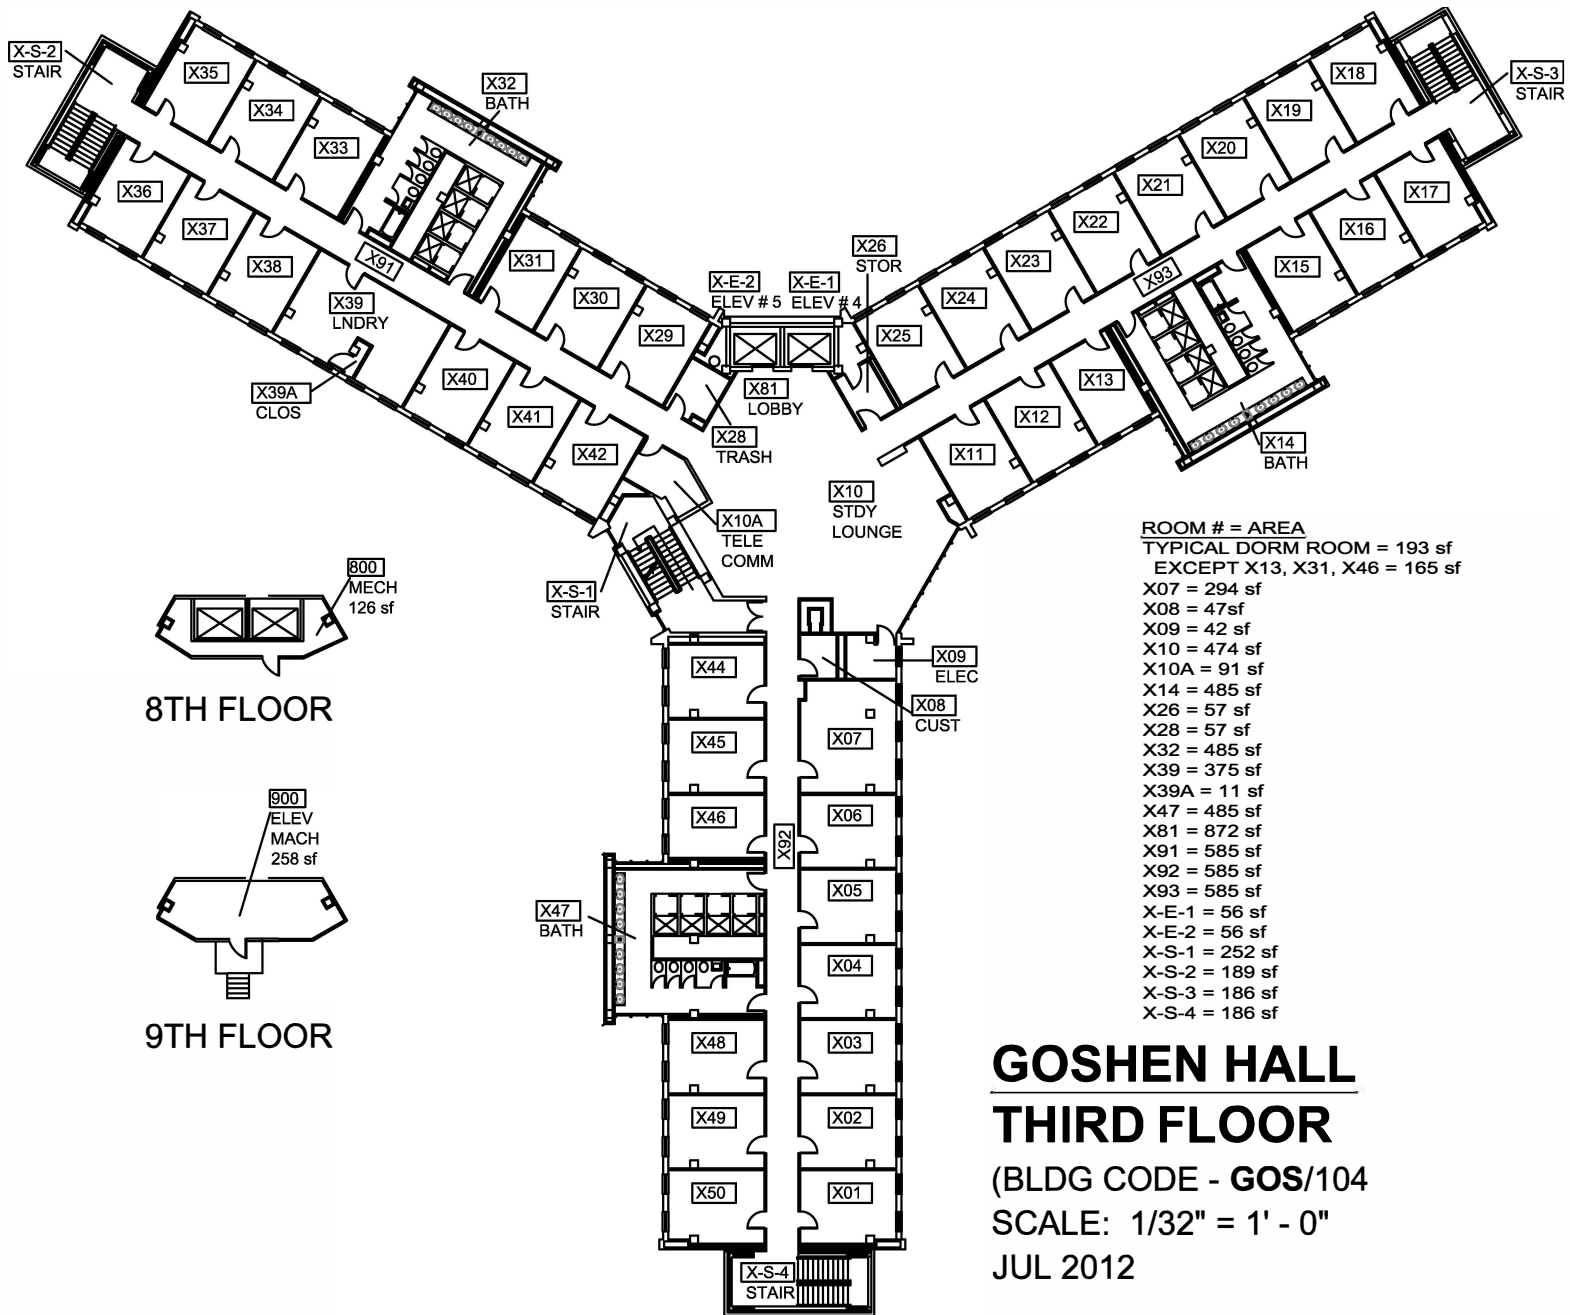 X-S-2
STAIR
X35
X34
X33
X32
BATH
X36
X37
X38
X91
X39
LNDRY
X39A
CLOS
X31
X30
X29
X40
X41
X42
X28
TRASH
X-E-2
ELEV # 5
X-E-1
ELEV # 4
X81
LOBBY
X26
STOR
X25
X24
X23
X22
X21
X20
X19
X18
X-S-3
STAIR
X17
X16
X15
X93
X14
BATH
X13
X12
X11
X10
STDY
LOUNGE
X10A
TELE
COMM
X-S-1
STAIR
X09
ELEC
X08
CUST
X44
X45
X46
X07
X06
X92
X05
X04
X47
BATH
X48
X03
X49
X02
X50
X01
X-S-4
STAIR
800
MECH
126 sf
8TH FLOOR
900
ELEV
MACH
258 sf
9TH FLOOR
ROOM # = AREA
TYPICAL DORM ROOM = 193 sf
EXCEPT X13, X31, X46 = 165 sf
X07 = 294 sf
X08 = 47sf
X09 = 42 sf
X10 = 474 sf
X10A = 91 sf
X14 = 485 sf
X26 = 57 sf
X28 = 57 sf
X32 = 485 sf
X39 = 375 sf
X39A = 11 sf
X47 = 485 sf
X81 = 872 sf
X91 = 585 sf
X92 = 585 sf
X93 = 585 sf
X-E-1 = 56 sf
X-E-2 = 56 sf
X-S-1 = 252 sf
X-S-2 = 189 sf
X-S-3 = 186 sf
X-S-4 = 186 sf
GOSHEN HALL
THIRD FLOOR
(BLDG CODE - GOS/104
SCALE: 1/32" = 1' - 0"
JUL 2012